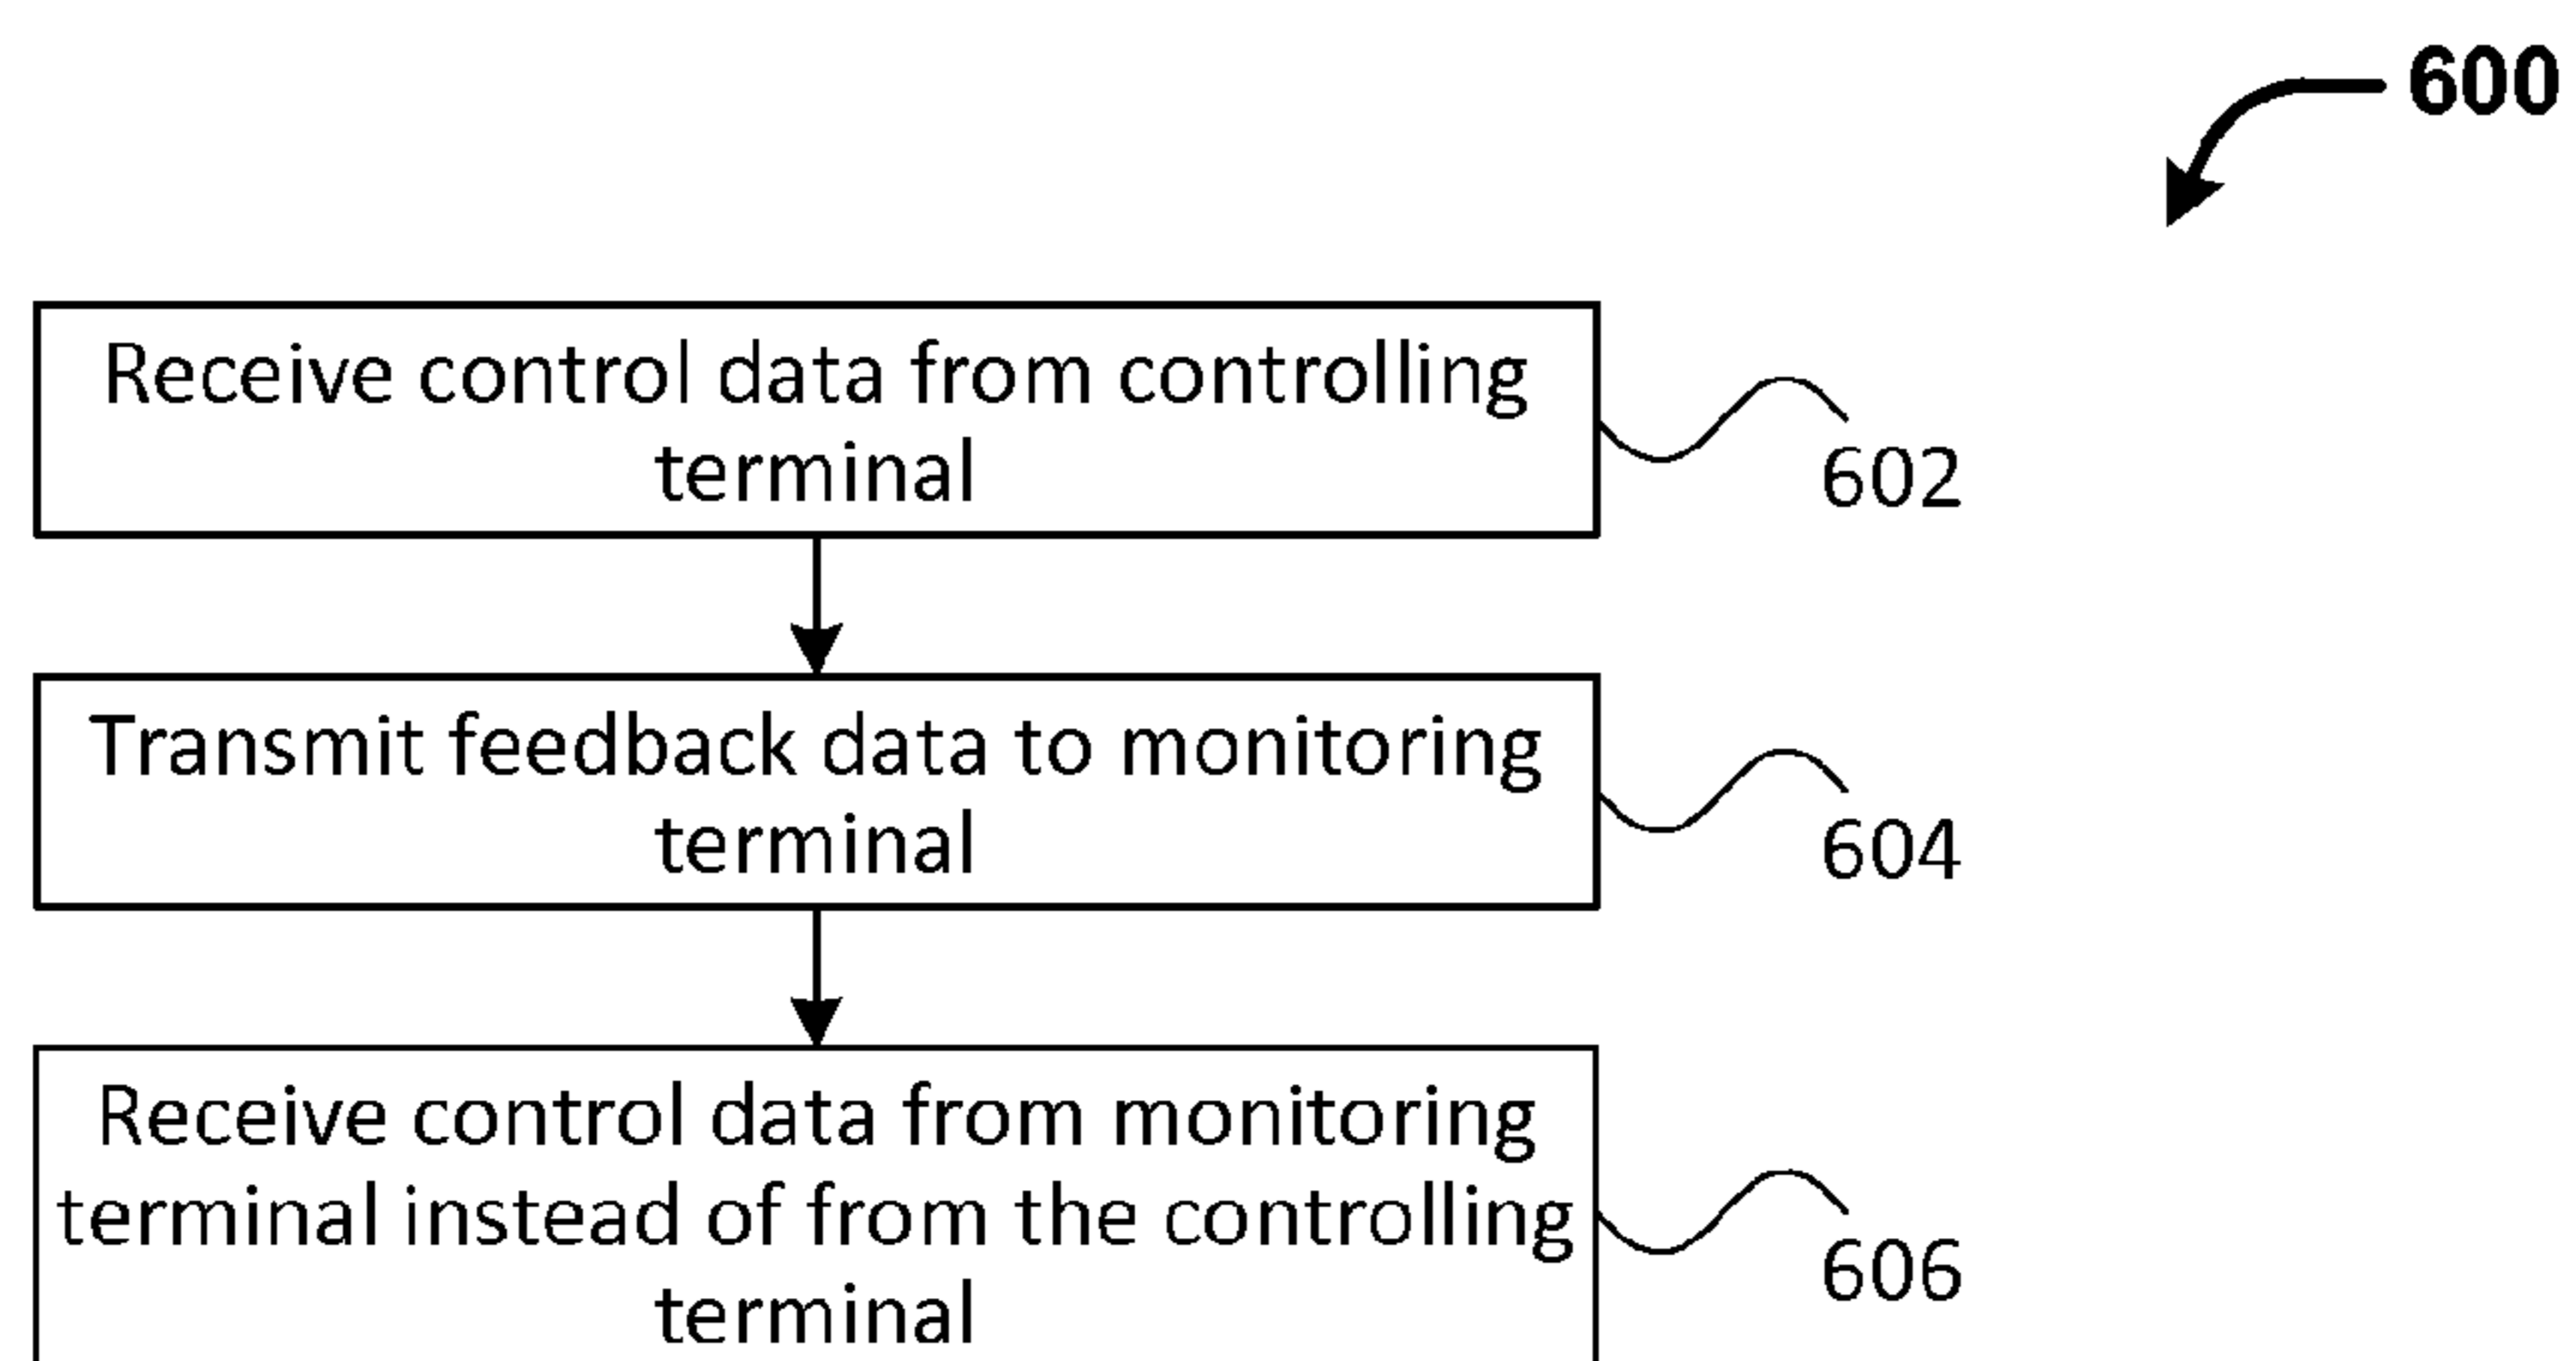 600
Receive control data from controlling
terminal
602
Transmit feedback data to monitoring
terminal
604
Receive control data from monitoring
terminal instead of from the controlling
terminal
606